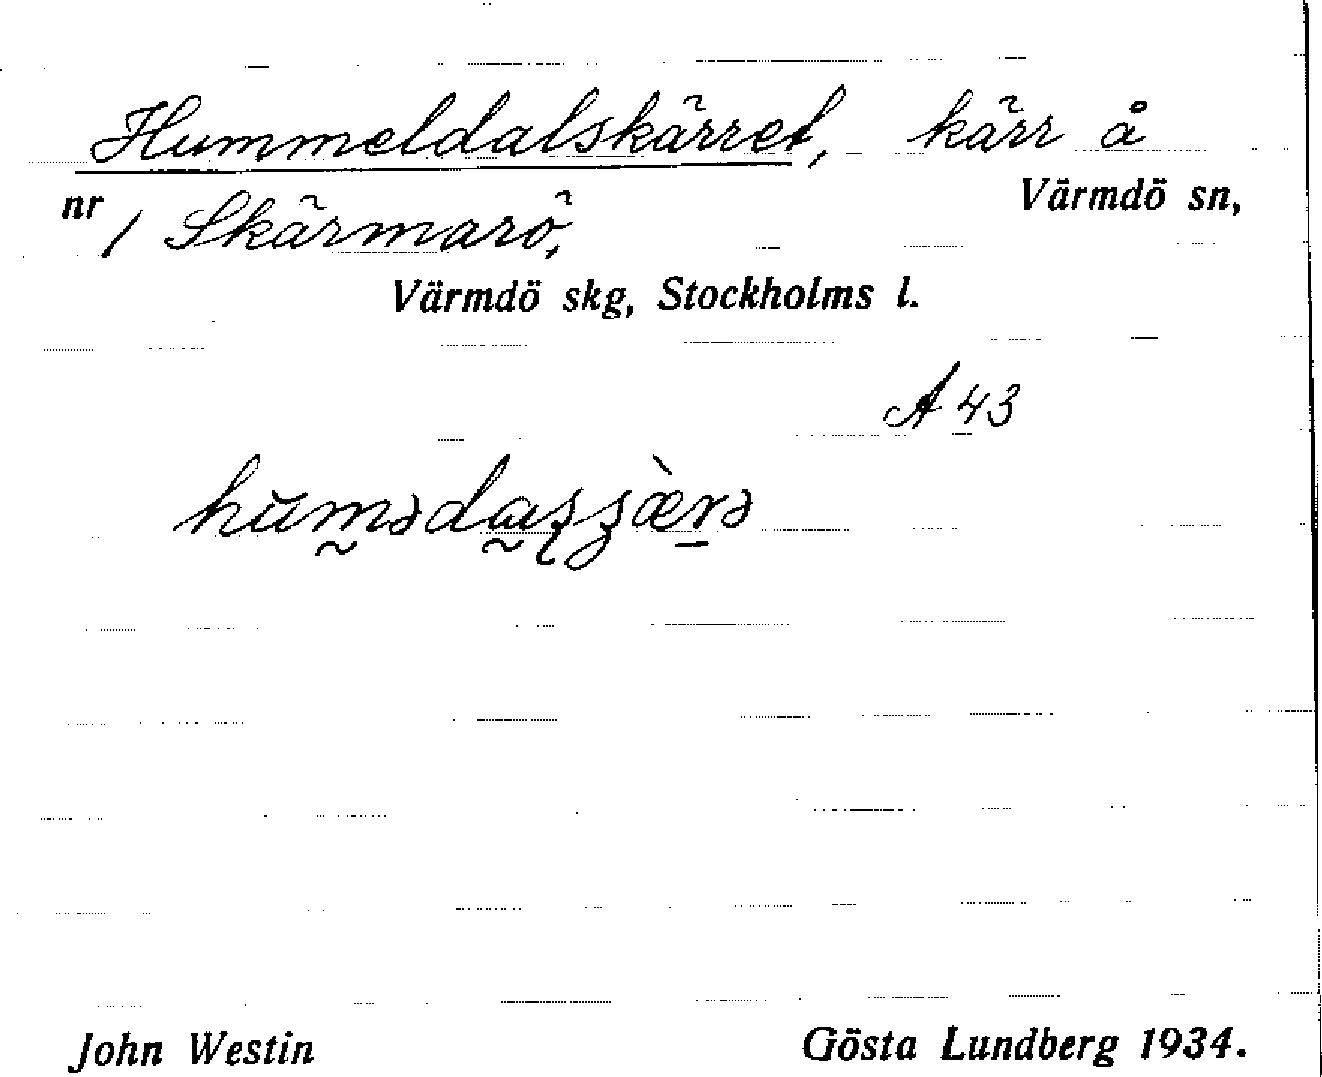 Hummeldalskärret, kärr å
nr 1 Skärmarö, Värmdö sn,
Värmdö skg, Stockholms l.
A 43
John Westin Gösta Lundberg 1934.